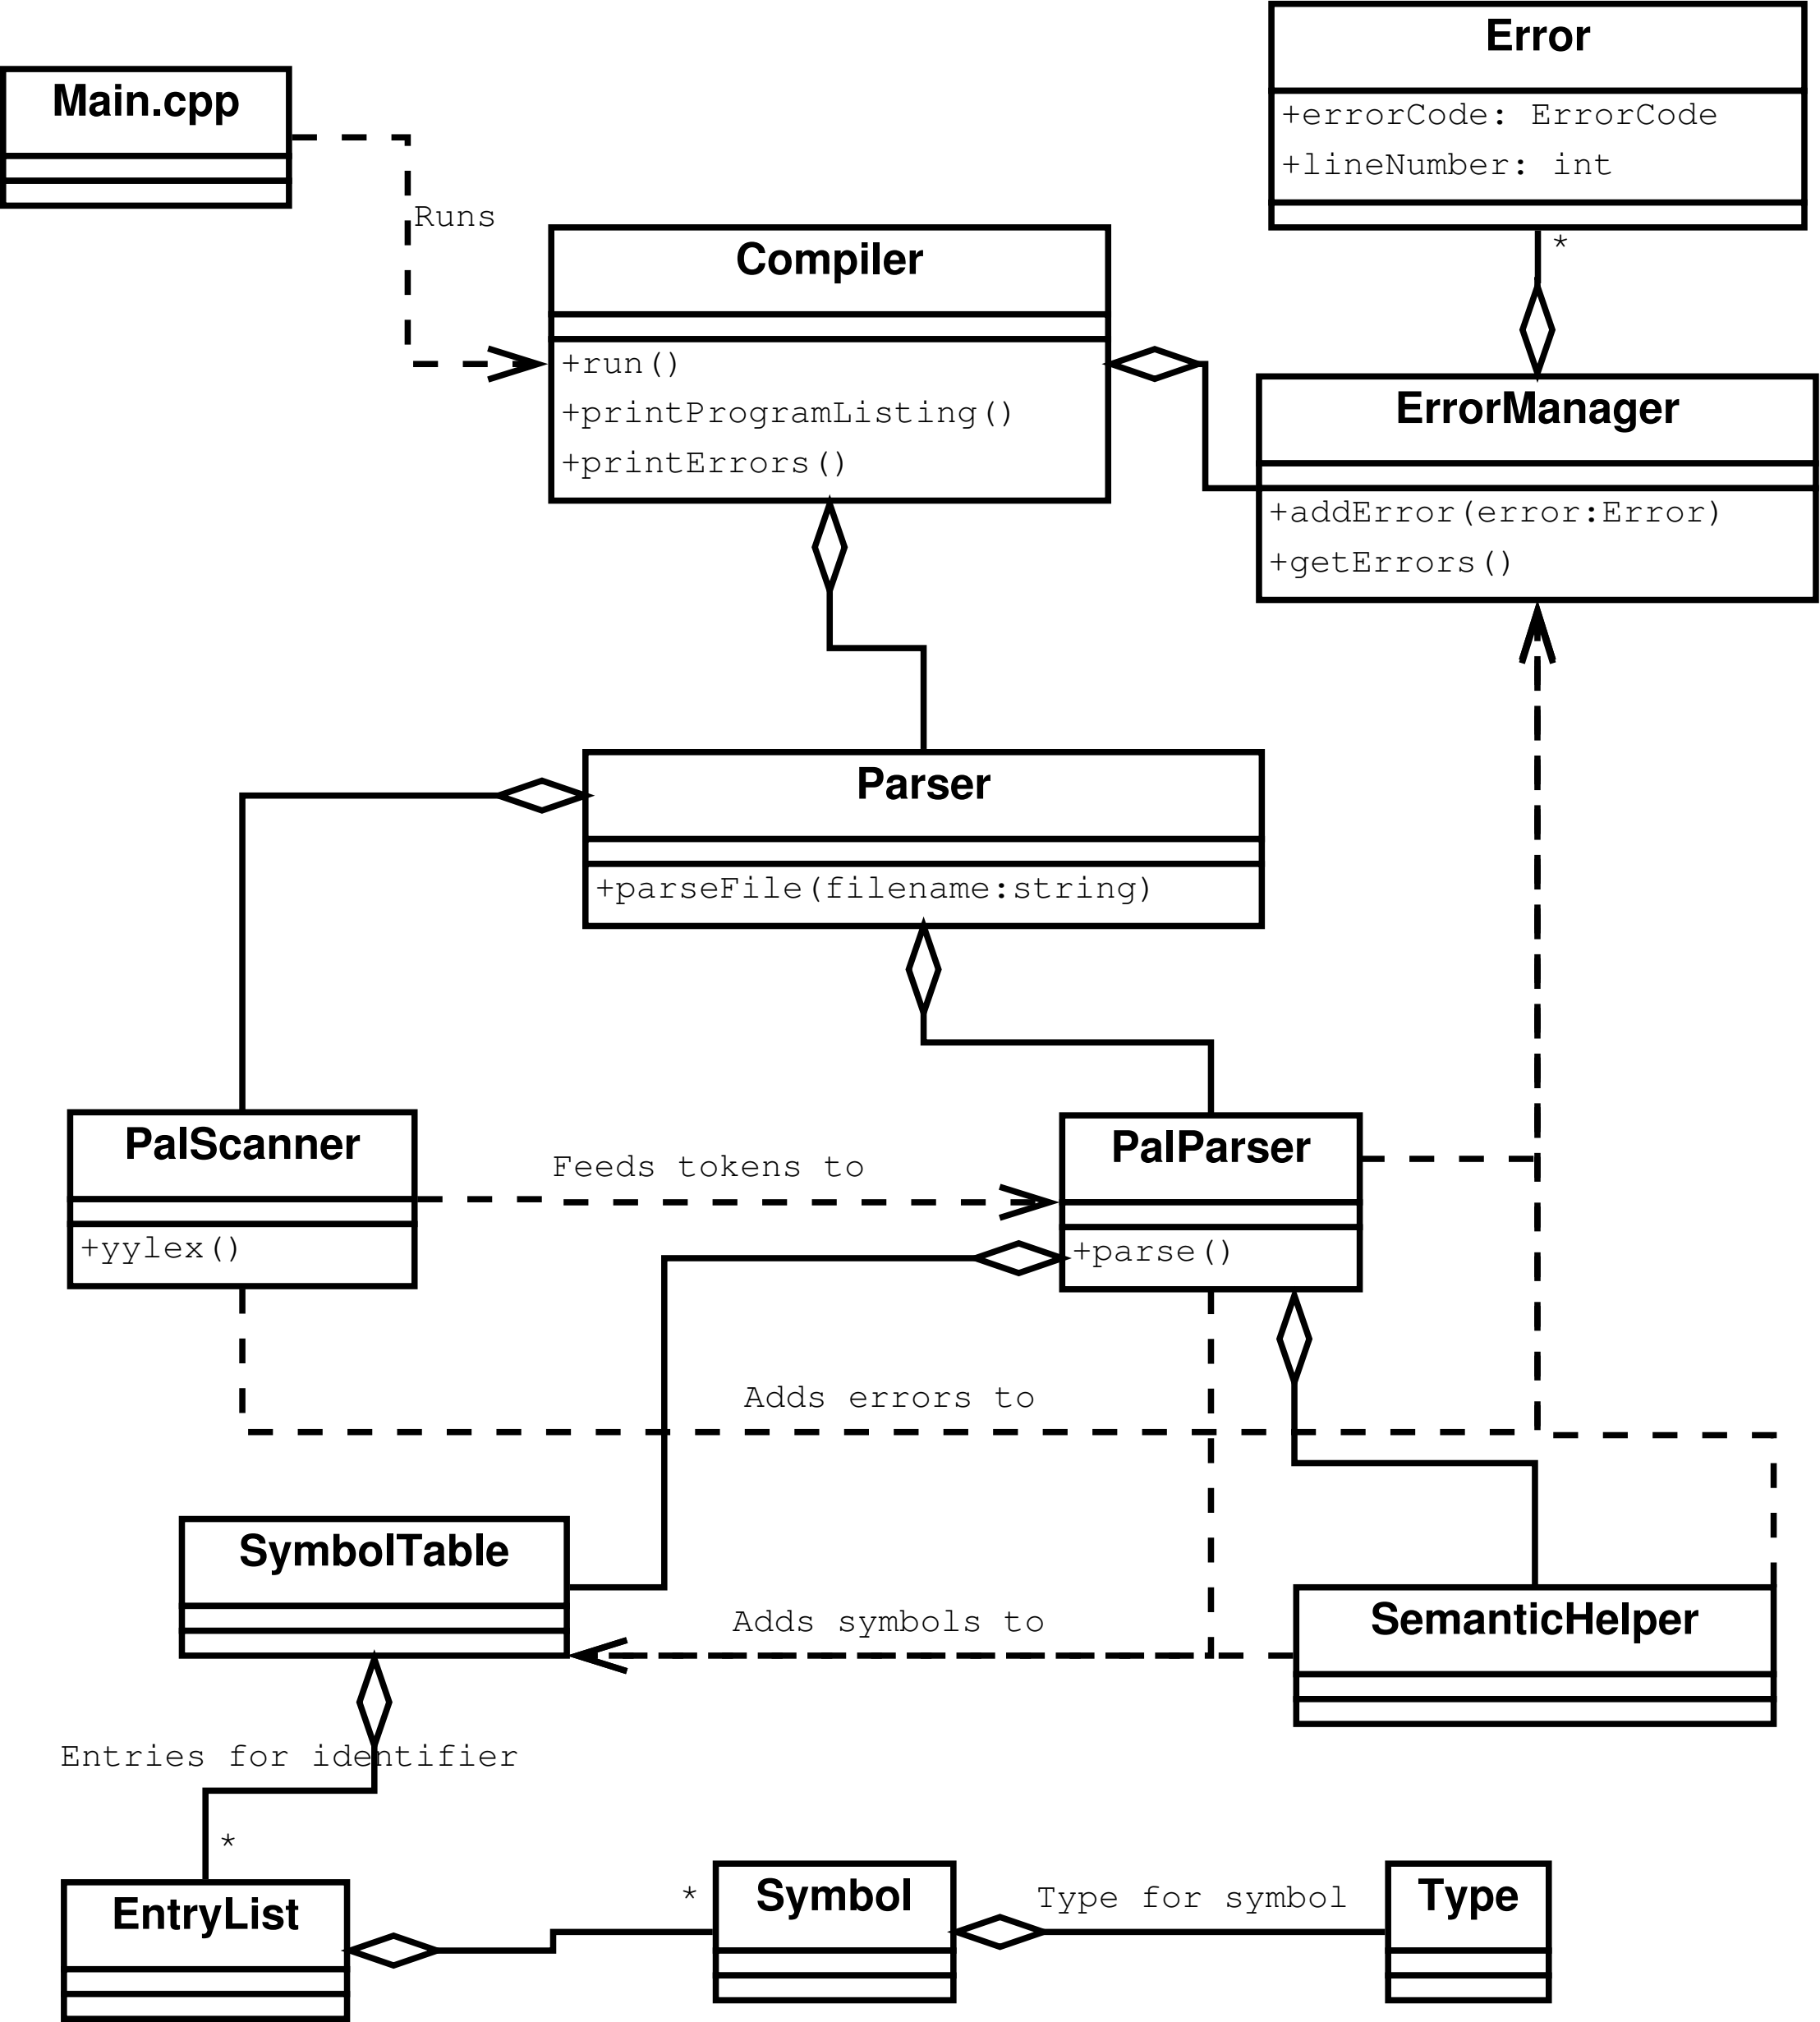 Error
+errorCode: ErrorCode
+lineNumber: int
*
Main.cpp
Runs
Compiler
+run()
+printProgramListing()
+printErrors()
ErrorManager
+addError(error:Error)
+getErrors()
Parser
+parseFile(filename:string)
PalScanner
+yylex()
Feeds tokens to
PalParser
+parse()
Adds errors to
SymbolTable
Adds symbols to
SemanticHelper
Entries for identifier
*
EntryList
*
Symbol
Type for symbol
Type